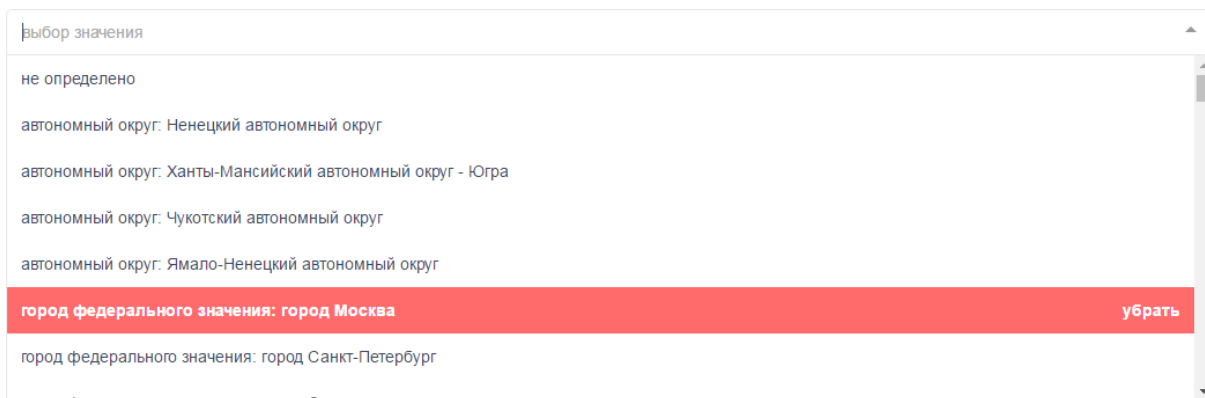 выбор значения
не определено
автономный округ: Ненецкий автономный округ
автономный округ: Ханты-Мансийский автономный округ - Югра
автономный округ: Чукотский автономный округ
автономный округ: Ямало-Ненецкий автономный округ
город федерального значения: город Москва убрать
город федерального значения: город Санкт-Петербург